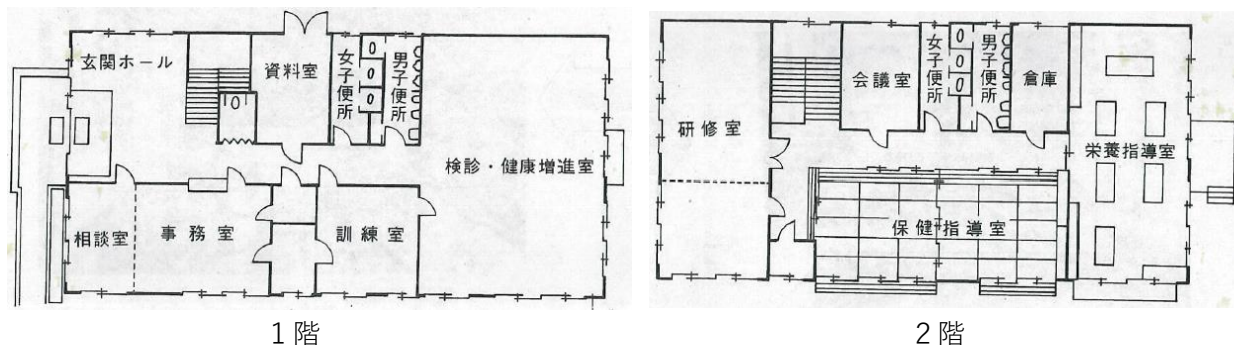 玄関ホール
資料室
女子便所
男子便所
検診・健康増進室
相談室
事務室
訓練室
1階
研修室
会議室
女子便所
男子便所
倉庫
栄養指導室
保健指導室
2階